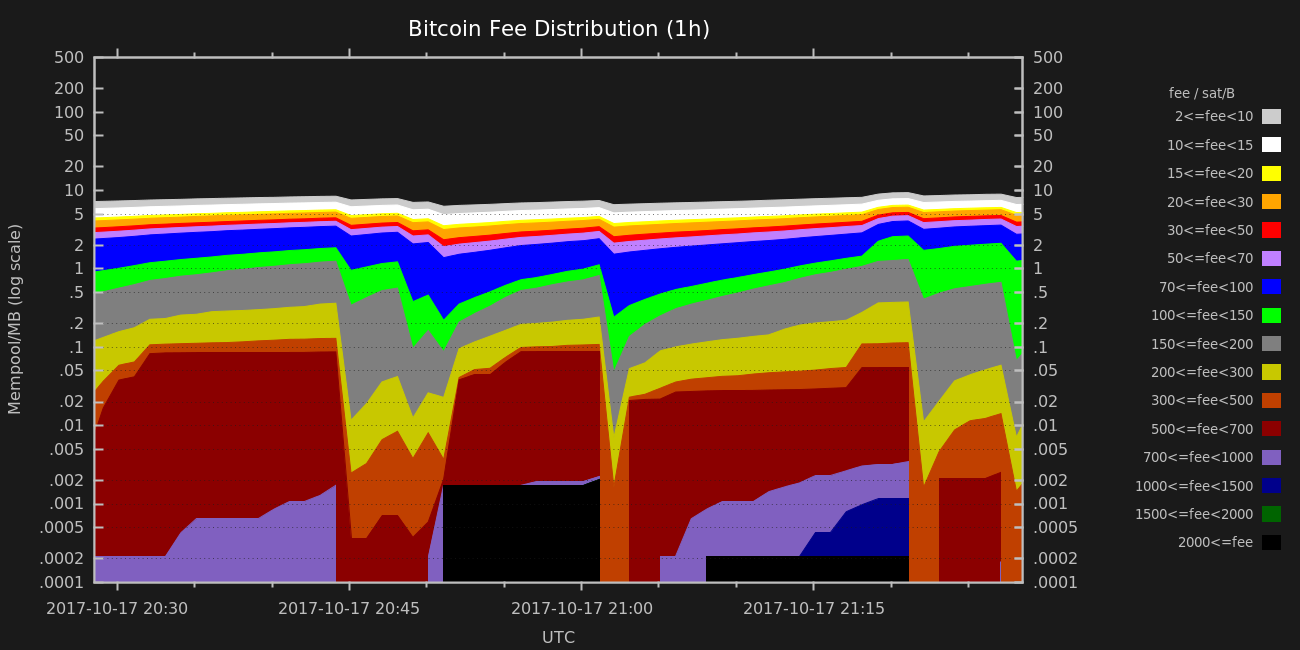 Bitcoin Fee Distribution (1h)
500 500
200 200
100 100
50 50
20 20
10 10
5 5
2 2
1 1
.5 .5
.2 .2
.1 .1
.05 .05
.02 .02
.01 .01
.005 .005
.002 .002
.001 .001
.0005 .0005
.0002 .0002
.0001 .0001
Mempool/MB (log scale)
2017-10-17 20:30 2017-10-17 20:45 2017-10-17 21:00 2017-10-17 21:15
UTC
fee / sat/B
2<=fee<10
10<=fee<15
15<=fee<20
20<=fee<30
30<=fee<50
50<=fee<70
70<=fee<100
100<=fee<150
150<=fee<200
200<=fee<300
300<=fee<500
500<=fee<700
700<=fee<1000
1000<=fee<1500
1500<=fee<2000
2000<=fee